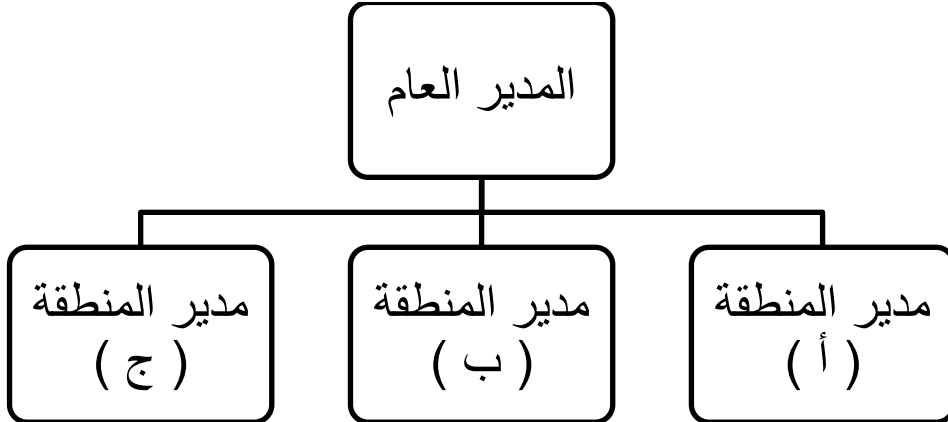 المدير العام
مدير المنطقة
( أ )
مدير المنطقة
( ب )
مدير المنطقة
( ج )